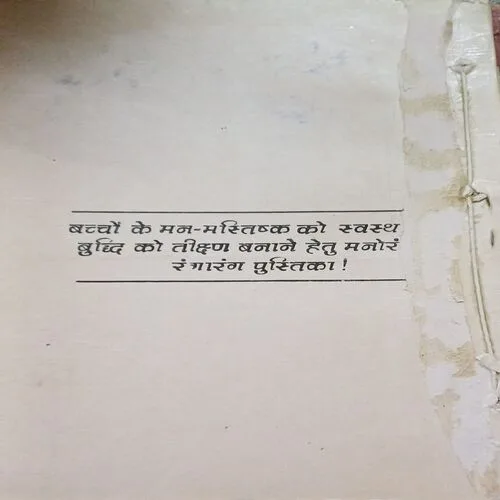 बच्चों के मन-मस्तिष्क को स्वस्थ
बुद्धि को तीक्ष्ण बनाने हेतु मनोरं
रंगारंग पुस्तिका!